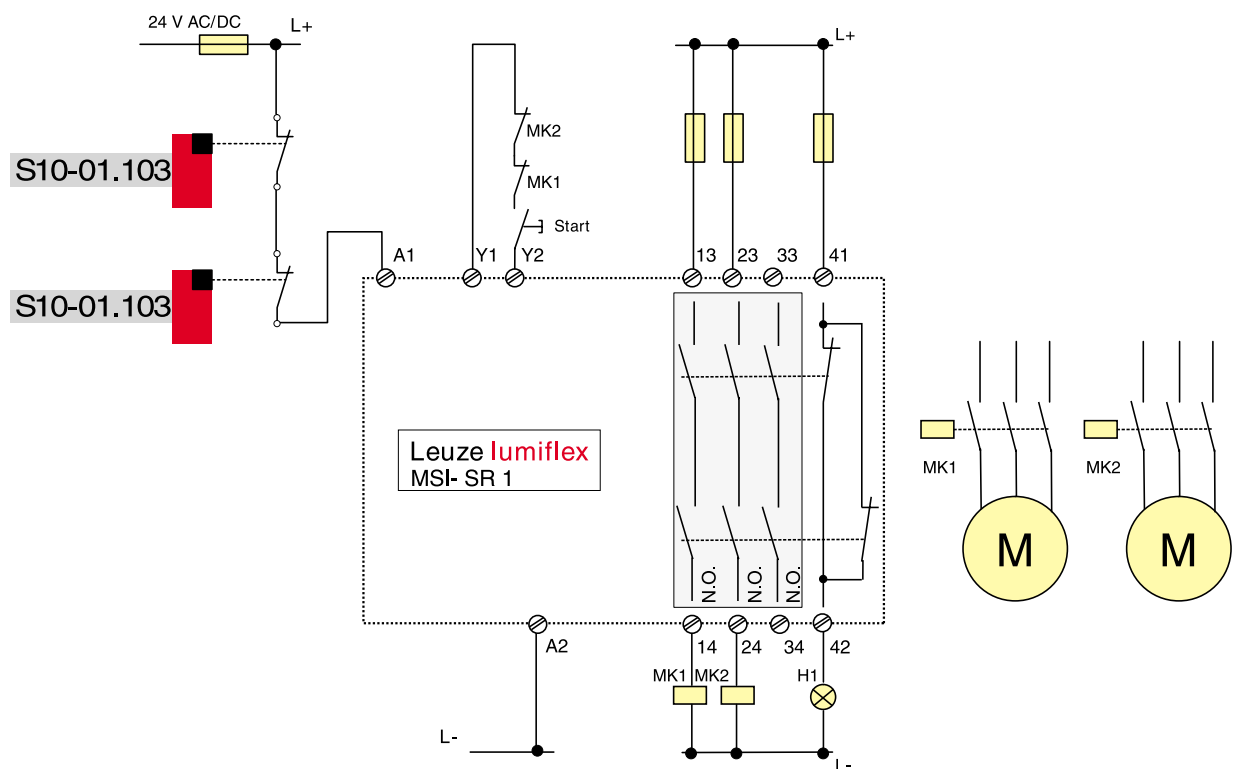 24 V AC/DC
L+
L+
MK2
S10-01.103
MK1
Start
A1
Y1
Y2
13
23
33
41
S10-01.103
Leuze lumiflex
MSI- SR 1
MK1
MK2
M
M
N.O.
N.O.
N.O.
A2
14
24
34
42
MK1
MK2
H1
L-
L-